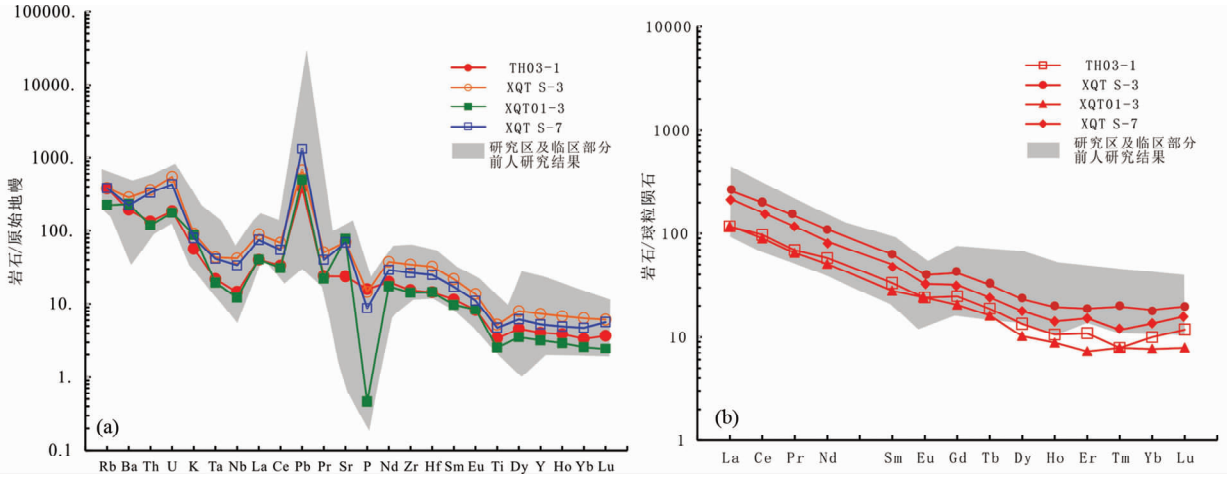 100000.
10000.
1000.
100.
10.
1.
0.1
岩石/原始地幔
TH03-1
XQT S-3
XQT01-3
XQT S-7
研究区及临区部分
前人研究结果
(a)
Rb Ba Th U K Ta Nb La Ce Pb Pr Sr P Nd Zr Hf Sm Eu Ti Dy Y Ho Yb Lu
10000
1000
100
10
1
岩石/球粒陨石
TH03-1
XQT S-3
XQT01-3
XQT S-7
研究区及临区部分
前人研究结果
(b)
La Ce Pr Nd Sm Eu Gd Tb Dy Ho Er Tm Yb Lu